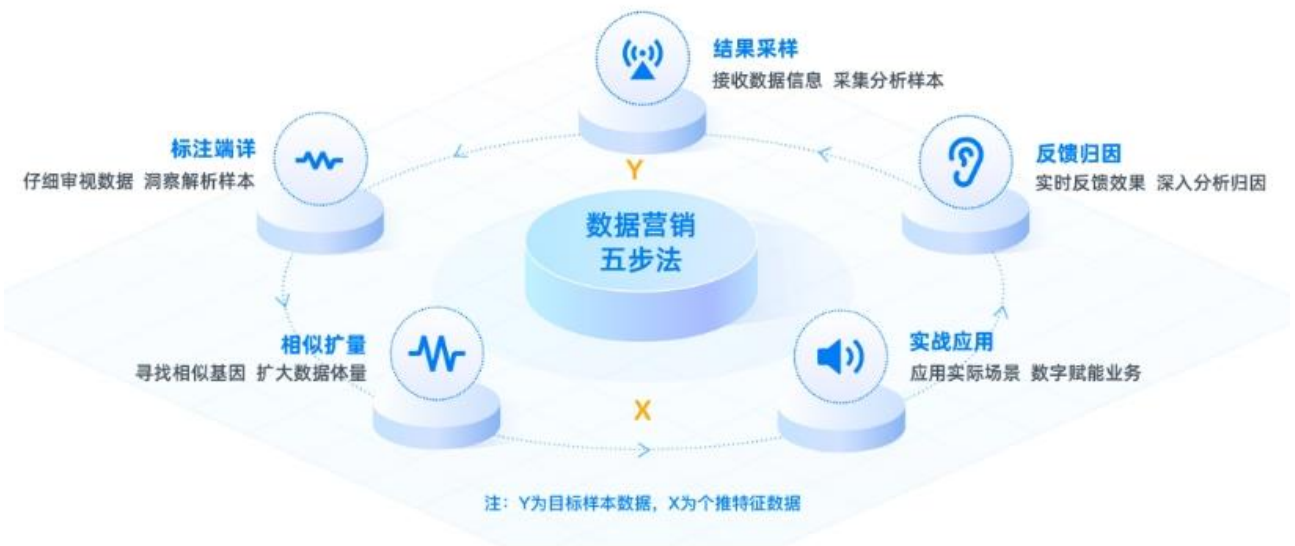 结果采样
接收数据信息 采集分析样本
标注端详
仔细审视数据 洞察解析样本
反馈归因
实时反馈效果 深入分析归因
Y
数据营销
五步法
相似扩量
寻找相似基因 扩大数据体量
实战应用
应用实际场景 数字赋能业务
X
注：Y为目标样本数据，X为个推特征数据